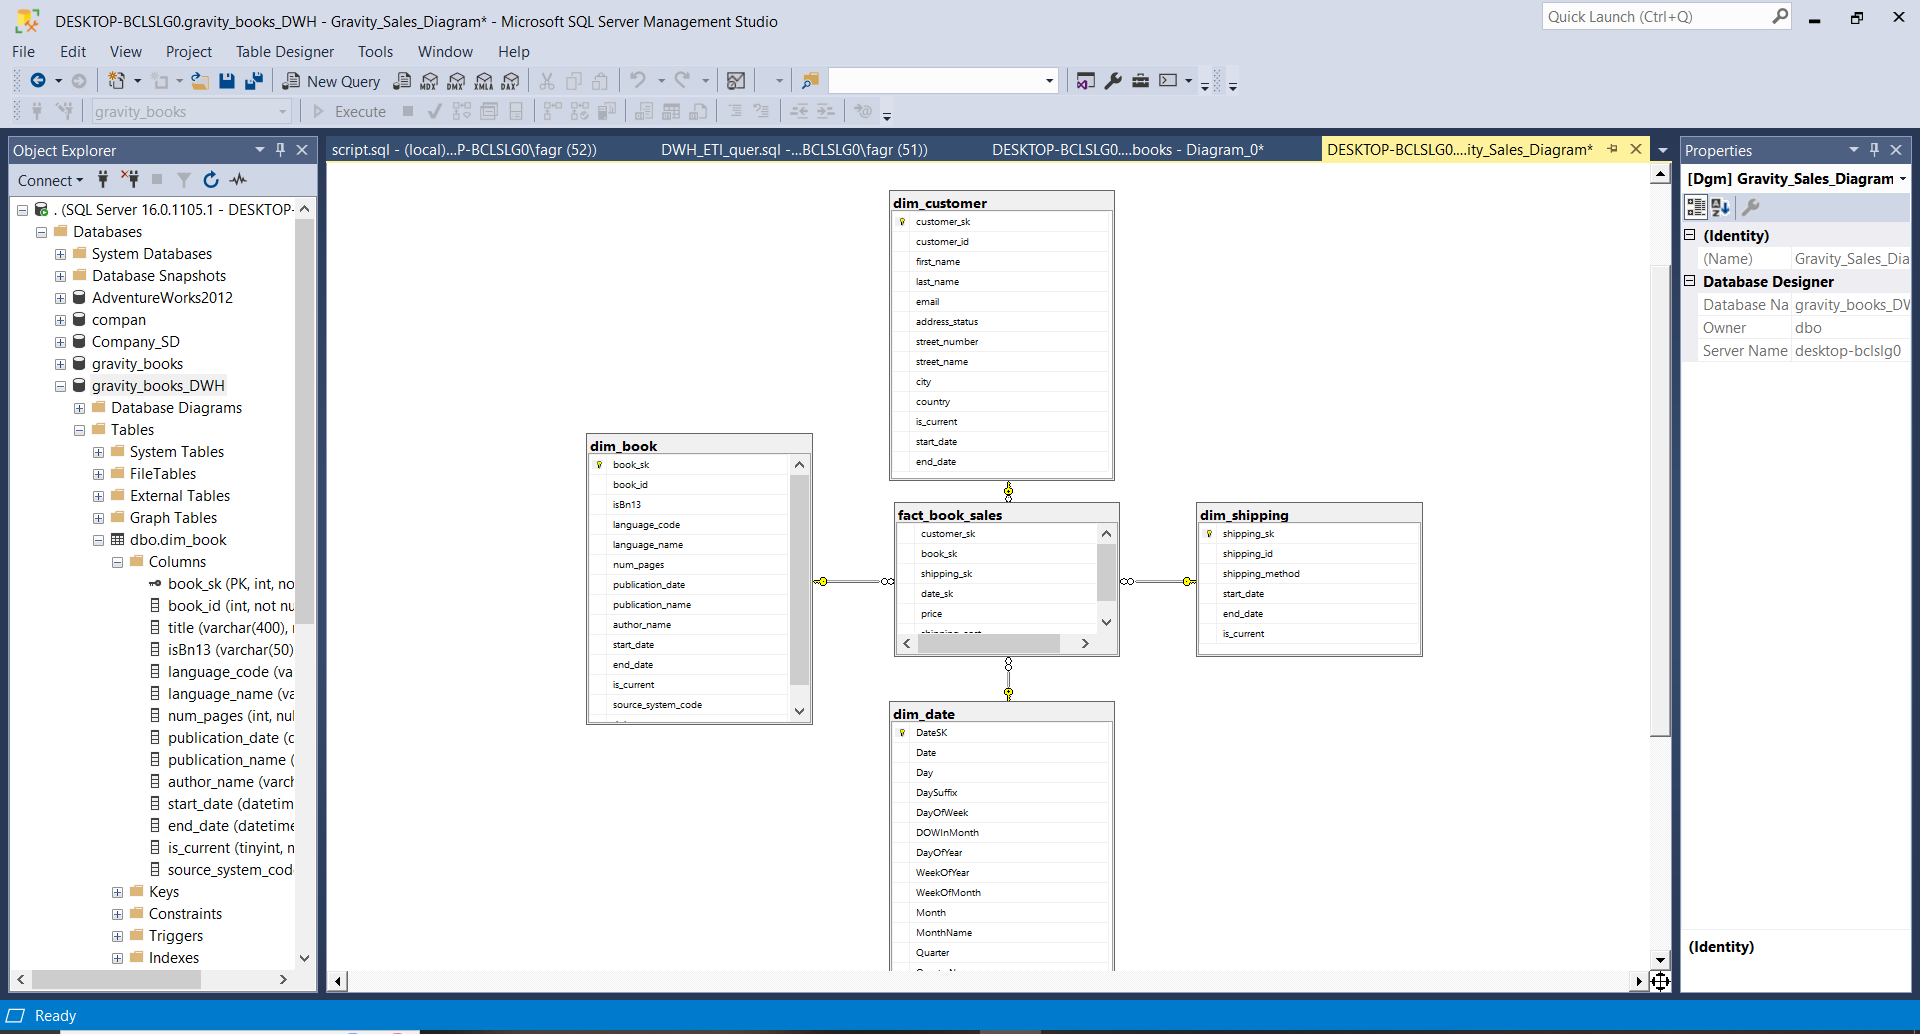 DESKTOP-BCLSLG0.gravity_books_DWH - Gravity_Sales_Diagram* - Microsoft SQL Server Management Studio
Quick Launch (Ctrl+Q)
File Edit View Project Table Designer Tools Window Help
New Query MDX DMX XMLA DAX
gravity_books Execute
Object Explorer
Connect
. (SQL Server 16.0.1105.1 - DESKTOP-
Databases
System Databases
Database Snapshots
AdventureWorks2012
compan
Company_SD
gravity_books
gravity_books_DWH
Database Diagrams
Tables
System Tables
FileTables
External Tables
Graph Tables
dbo.dim_book
Columns
book_sk (PK, int, no
book_id (int, not nu
title (varchar(400),
isBn13 (varchar(50)
language_code (va
language_name (va
num_pages (int, nul
publication_date (
publication_name (
author_name (varch
start_date (datetim
end_date (datetime
is_current (tinyint, n
source_system_cod
Keys
Constraints
Triggers
Indexes
script.sql - (local)...P-BCLSLG0\fagr (52))
DWH_ETl_quer.sql -...BCLSLG0\fagr (51))
DESKTOP-BCLSLG0....books - Diagram_0*
DESKTOP-BCLSLG0....ity_Sales_Diagram*
dim_customer
customer_sk
customer_id
first_name
last_name
email
address_status
street_number
street_name
city
country
is_current
start_date
end_date
dim_book
book_sk
book_id
isBn13
language_code
language_name
num_pages
publication_date
publication_name
author_name
start_date
end_date
is_current
source_system_code
fact_book_sales
customer_sk
book_sk
shipping_sk
date_sk
price
dim_shipping
shipping_sk
shipping_id
shipping_method
start_date
end_date
is_current
dim_date
DateSK
Date
Day
DaySuffix
DayOfWeek
DOWInMonth
DayOfYear
WeekOfYear
WeekOfMonth
Month
MonthName
Quarter
Properties
[Dgm] Gravity_Sales_Diagram
(Identity)
(Name) Gravity_Sales_Dia
Database Designer
Database Na gravity_books_DW
Owner dbo
Server Name desktop-bclslg0
(Identity)
Ready